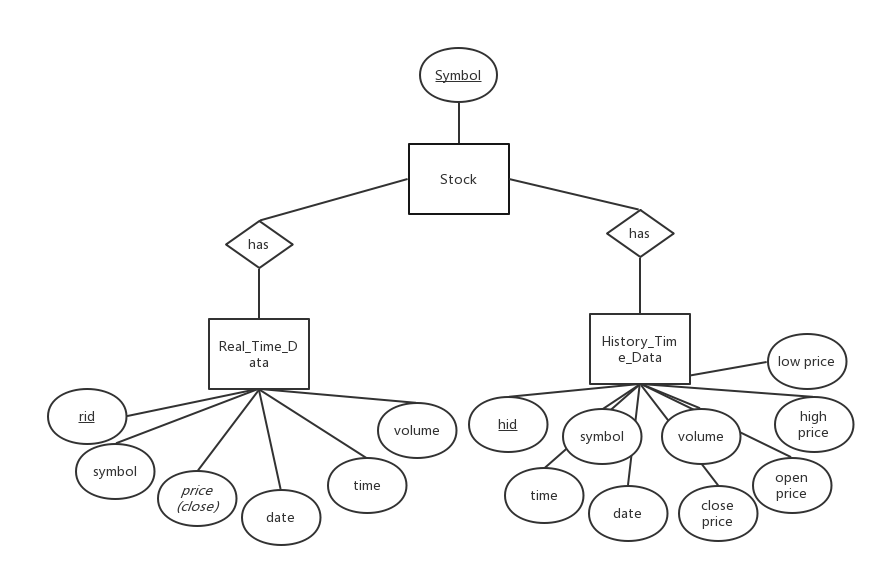 Symbol
Stock
has
has
Real_Time_D
ata
History_Tim
e_Data
low price
rid
symbol
price
(close)
date
time
volume
hid
symbol
volume
high
price
time
date
close
price
open
price